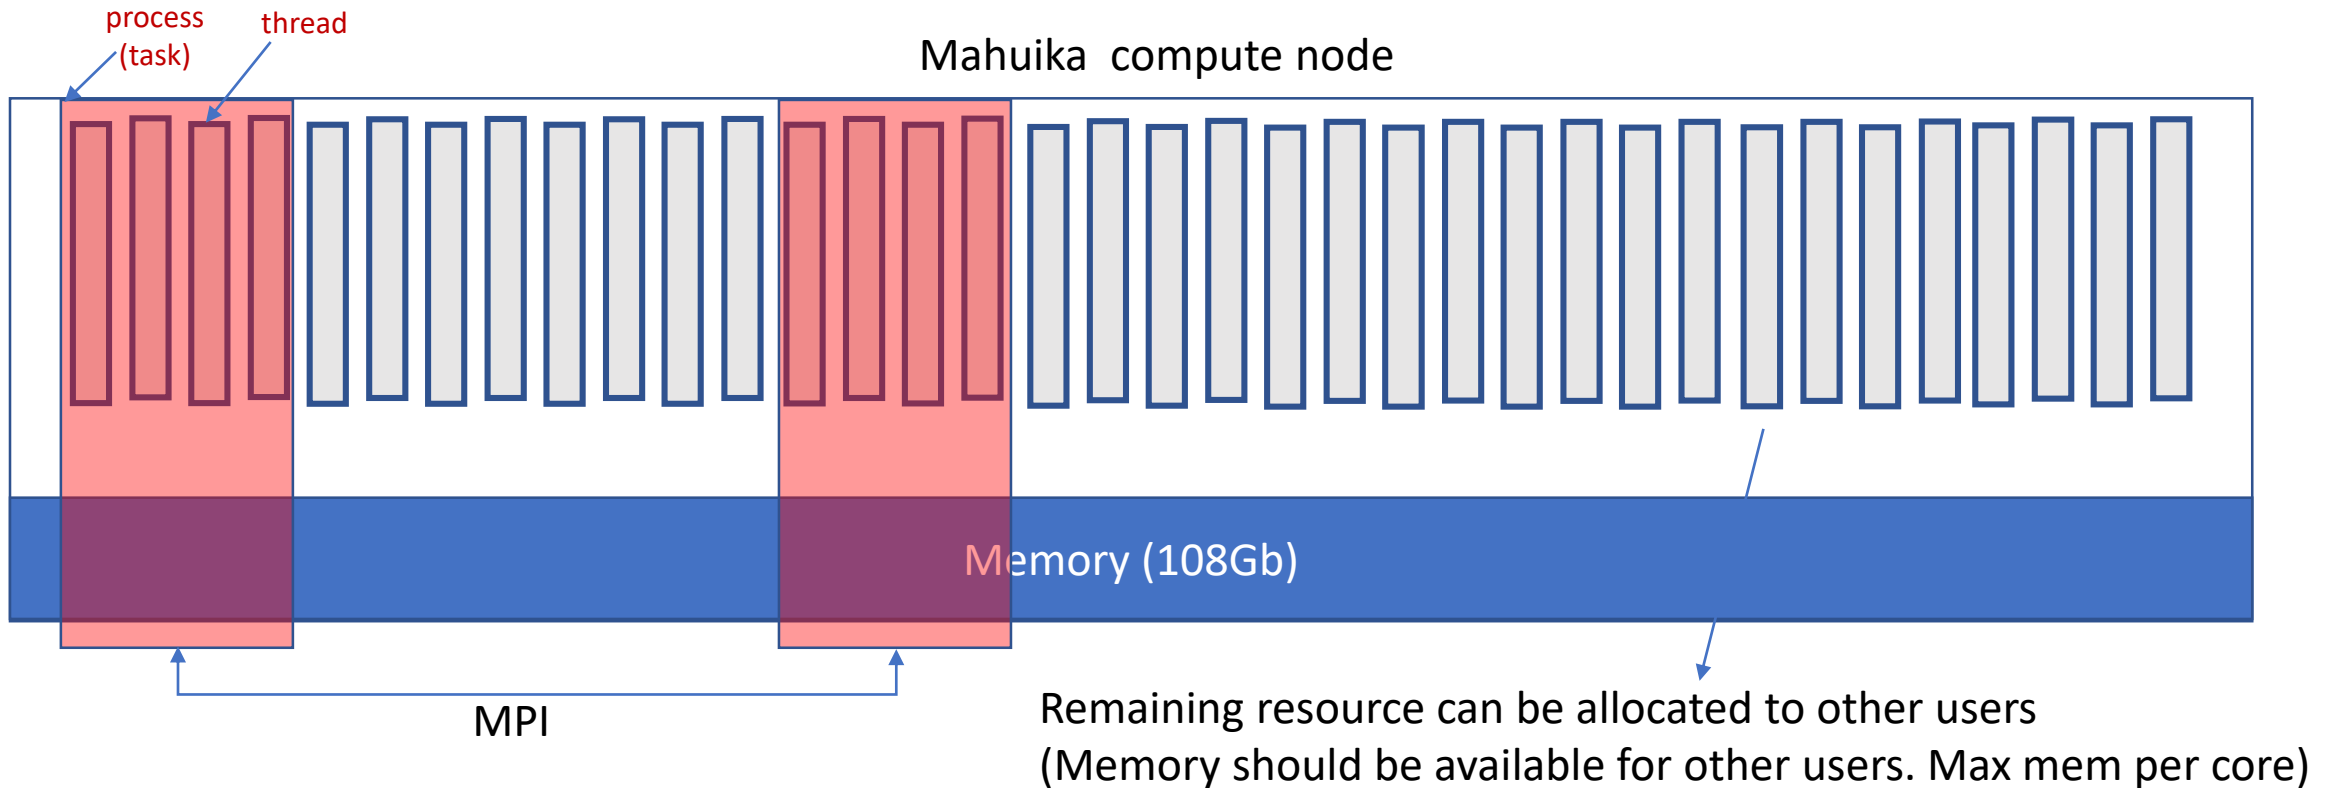 process
(task)
thread
Mahuika compute node
Memory (108Gb)
MPI
Remaining resource can be allocated to other users
(Memory should be available for other users. Max mem per core)